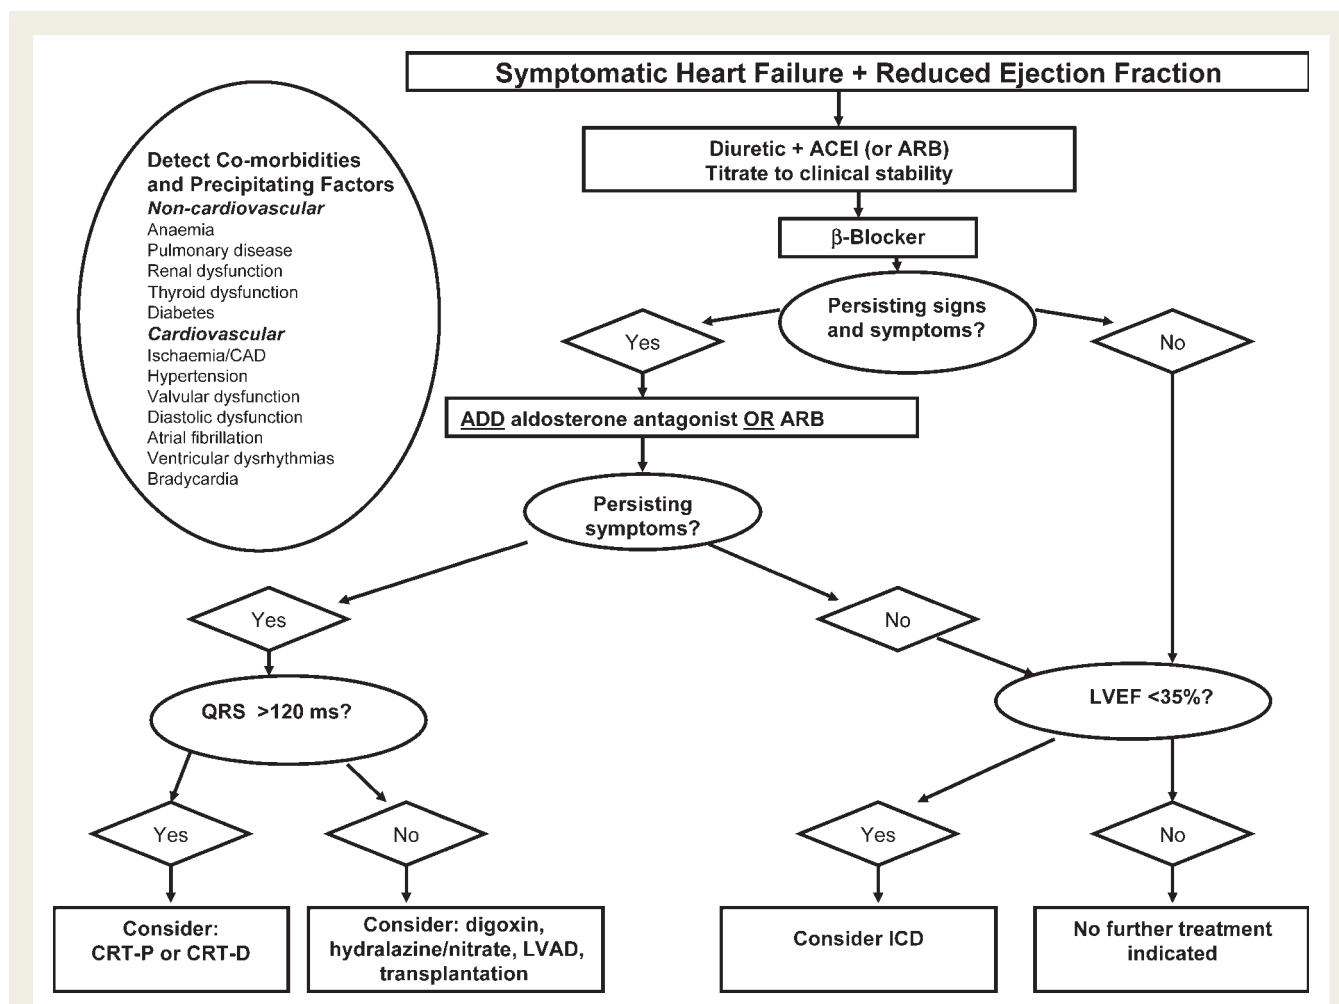 Symptomatic Heart Failure + Reduced Ejection Fraction
Diuretic + ACEI (or ARB)
Titrate to clinical stability
β-Blocker
Detect Co-morbidities
and Precipitating Factors
Non-cardiovascular
Anaemia
Pulmonary disease
Renal dysfunction
Thyroid dysfunction
Diabetes
Cardiovascular
Ischaemia/CAD
Hypertension
Valvular dysfunction
Diastolic dysfunction
Atrial fibrillation
Ventricular dysrhythmias
Bradycardia
Persisting signs
and symptoms?
Yes
No
ADD aldosterone antagonist OR ARB
Persisting
symptoms?
Yes
No
QRS >120 ms?
LVEF <35%?
Yes
No
Yes
No
Consider:
CRT-P or CRT-D
Consider: digoxin,
hydralazine/nitrate, LVAD,
transplantation
Consider ICD
No further treatment
indicated